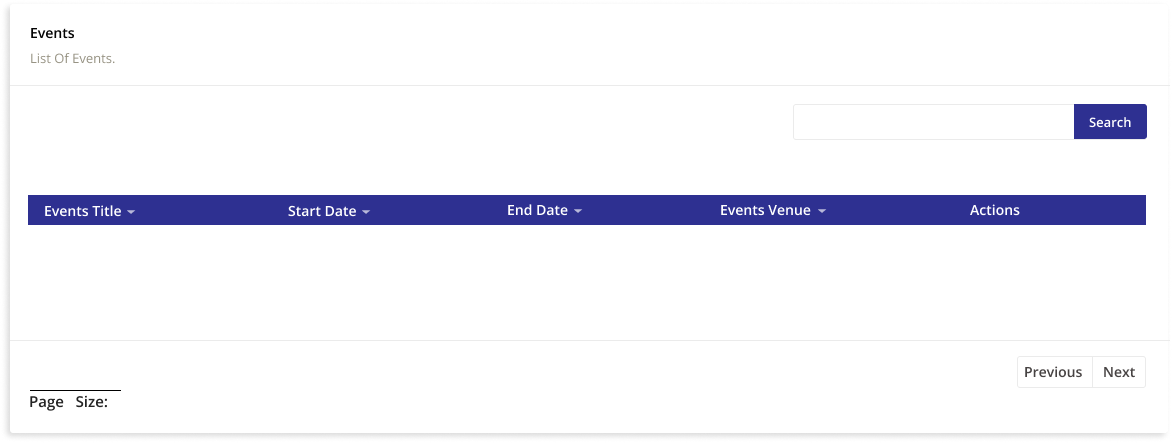 Events
List Of Events.
Search
Events Title Start Date End Date Events Venue Actions
Previous Next
Page Size: